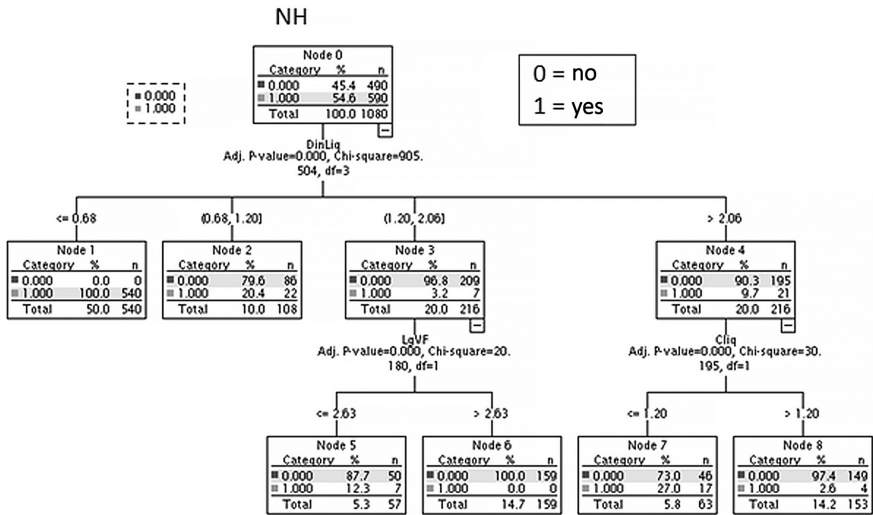 NH
0.000
1.000
Node 0
Category % n
0.000 45.4 490
1.000 54.6 590
Total 100.0 1080
0 = no
1 = yes
DinLiq
Adj. P-value=0.000, Chi-square=905.
504, df=3
<= 0.68
(0.68, 1.20]
(1.20, 2.06]
> 2.06
Node 1
Category % n
0.000 0.0 0
1.000 100.0 540
Total 50.0 540
Node 2
Category % n
0.000 79.6 86
1.000 20.4 22
Total 10.0 108
Node 3
Category % n
0.000 96.8 209
1.000 3.2 7
Total 20.0 216
Node 4
Category % n
0.000 90.3 195
1.000 9.7 21
Total 20.0 216
LgVF
Adj. P-value=0.000, Chi-square=20.
180, df=1
Cliq
Adj. P-value=0.000, Chi-square=30.
195, df=1
<= 2.63
> 2.63
<= 1.20
> 1.20
Node 5
Category % n
0.000 87.7 50
1.000 12.3 7
Total 5.3 57
Node 6
Category % n
0.000 100.0 159
1.000 0.0 0
Total 14.7 159
Node 7
Category % n
0.000 73.0 46
1.000 27.0 17
Total 5.8 63
Node 8
Category % n
0.000 97.4 149
1.000 2.6 4
Total 14.2 153